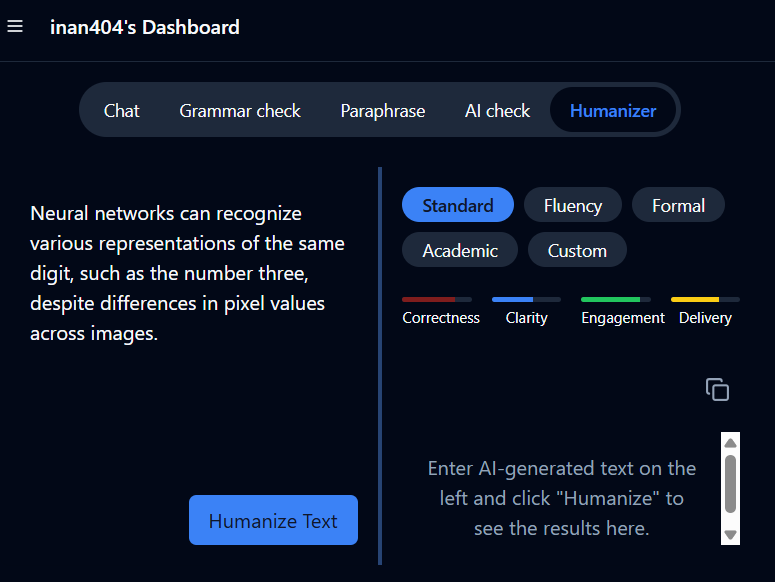 inan404's Dashboard
Chat Grammar check Paraphrase AI check Humanizer
Neural networks can recognize
various representations of the same
digit, such as the number three,
despite differences in pixel values
across images.
Humanize Text
Standard Fluency Formal
Academic Custom
Correctness Clarity Engagement Delivery
Enter AI-generated text on the
left and click "Humanize" to
see the results here.